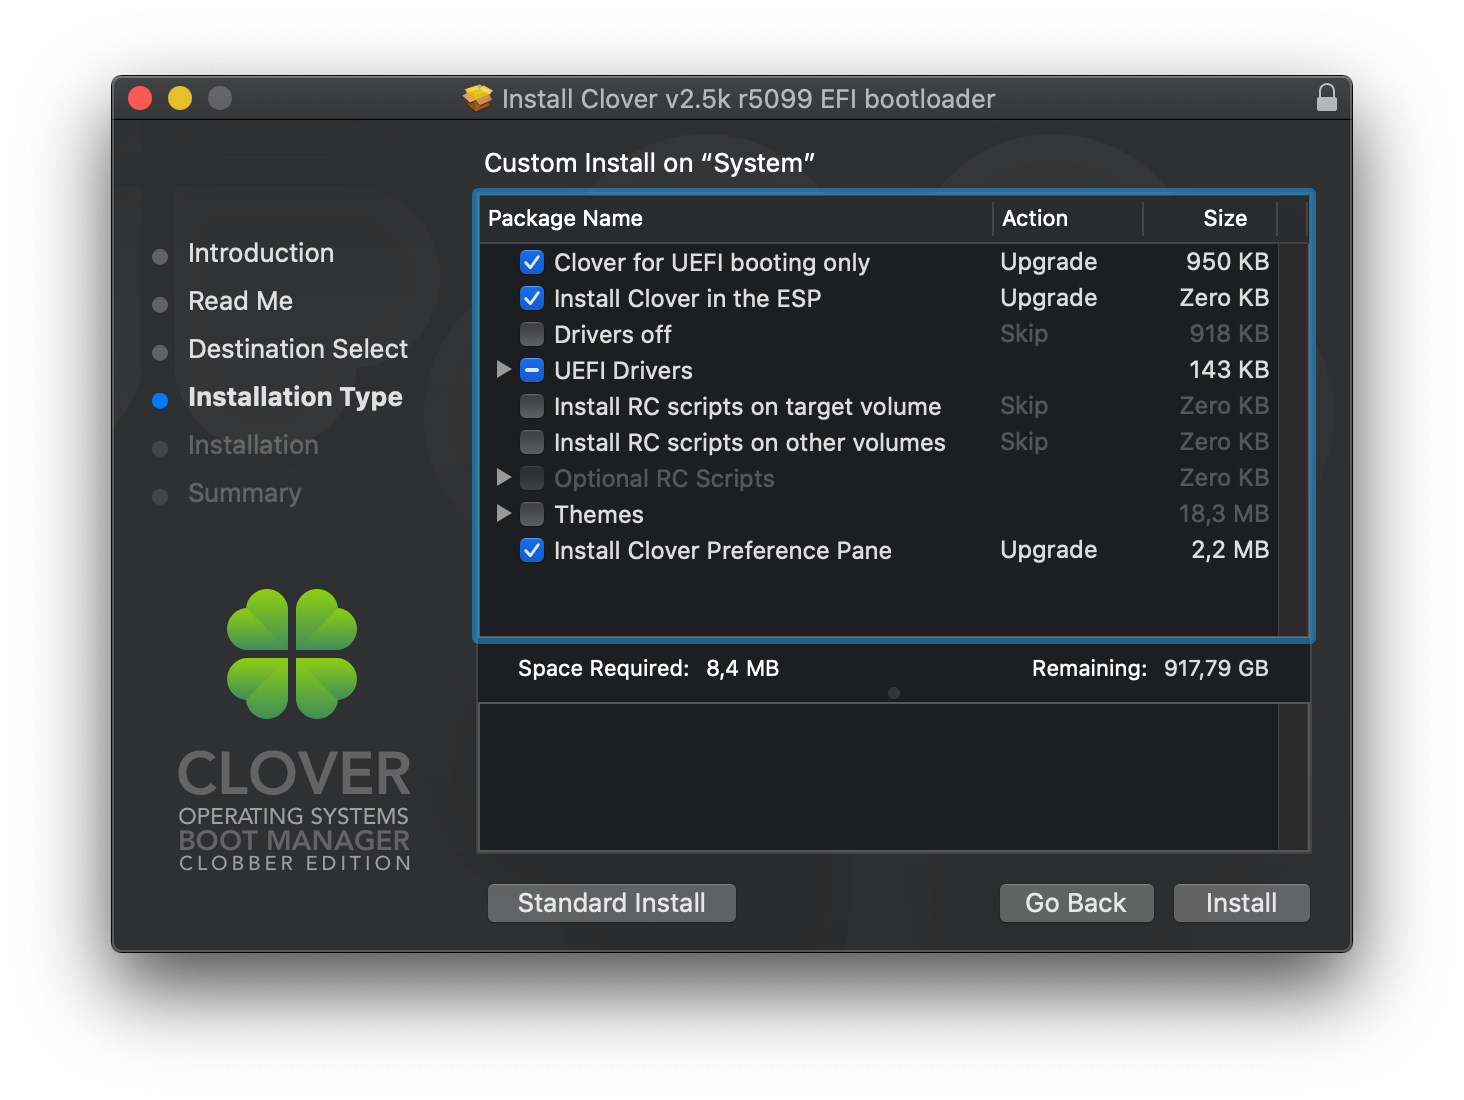 Install Clover v2.5k r5099 EFI bootloader
Custom Install on “System”
Introduction
Read Me
Destination Select
Installation Type
Installation
Summary
CLOVER
OPERATING SYSTEMS
BOOT MANAGER
CLOBBER EDITION
Package Name Action Size
Clover for UEFI booting only Upgrade 950 KB
Install Clover in the ESP Upgrade Zero KB
Drivers off Skip 918 KB
UEFI Drivers 143 KB
Install RC scripts on target volume Skip Zero KB
Install RC scripts on other volumes Skip Zero KB
Optional RC Scripts Zero KB
Themes 18,3 MB
Install Clover Preference Pane Upgrade 2,2 MB
Space Required: 8,4 MB Remaining: 917,79 GB
Standard Install Go Back Install